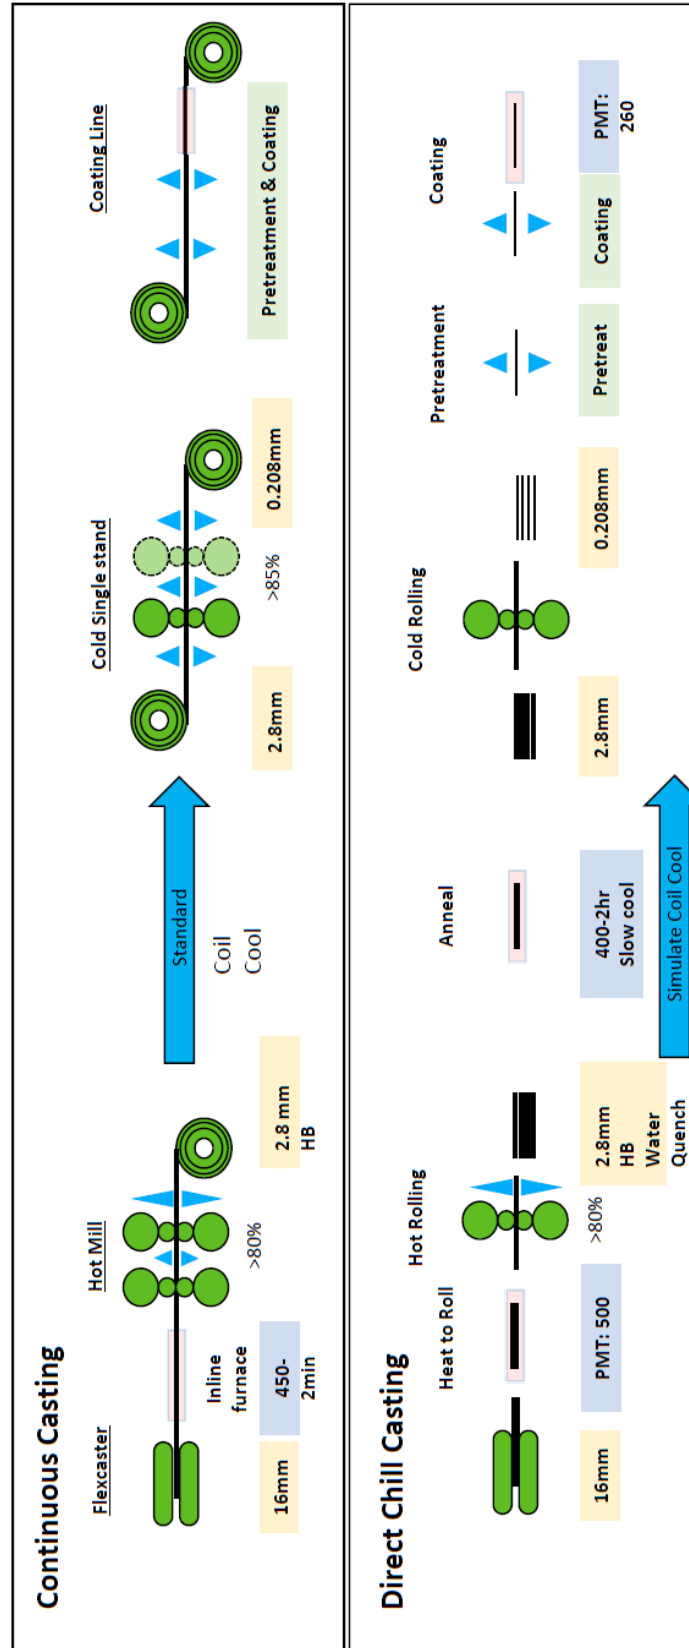 Continuous Casting
Flexcaster
Hot Mill
Cold Single stand
Coating Line
Inline
furnace
>80%
Standard
Coil
Cool
>85%
16mm
450-
2min
2.8 mm
HB
2.8mm
0.208mm
Pretreatment & Coating
Direct Chill Casting
Heat to Roll
Hot Rolling
Anneal
Cold Rolling
Pretreatment
Coating
>80%
16mm
PMT: 500
2.8mm
HB
Water
Quench
400-2hr
Slow cool
2.8mm
0.208mm
Pretreat
Coating
PMT:
260
Simulate Coil Cool